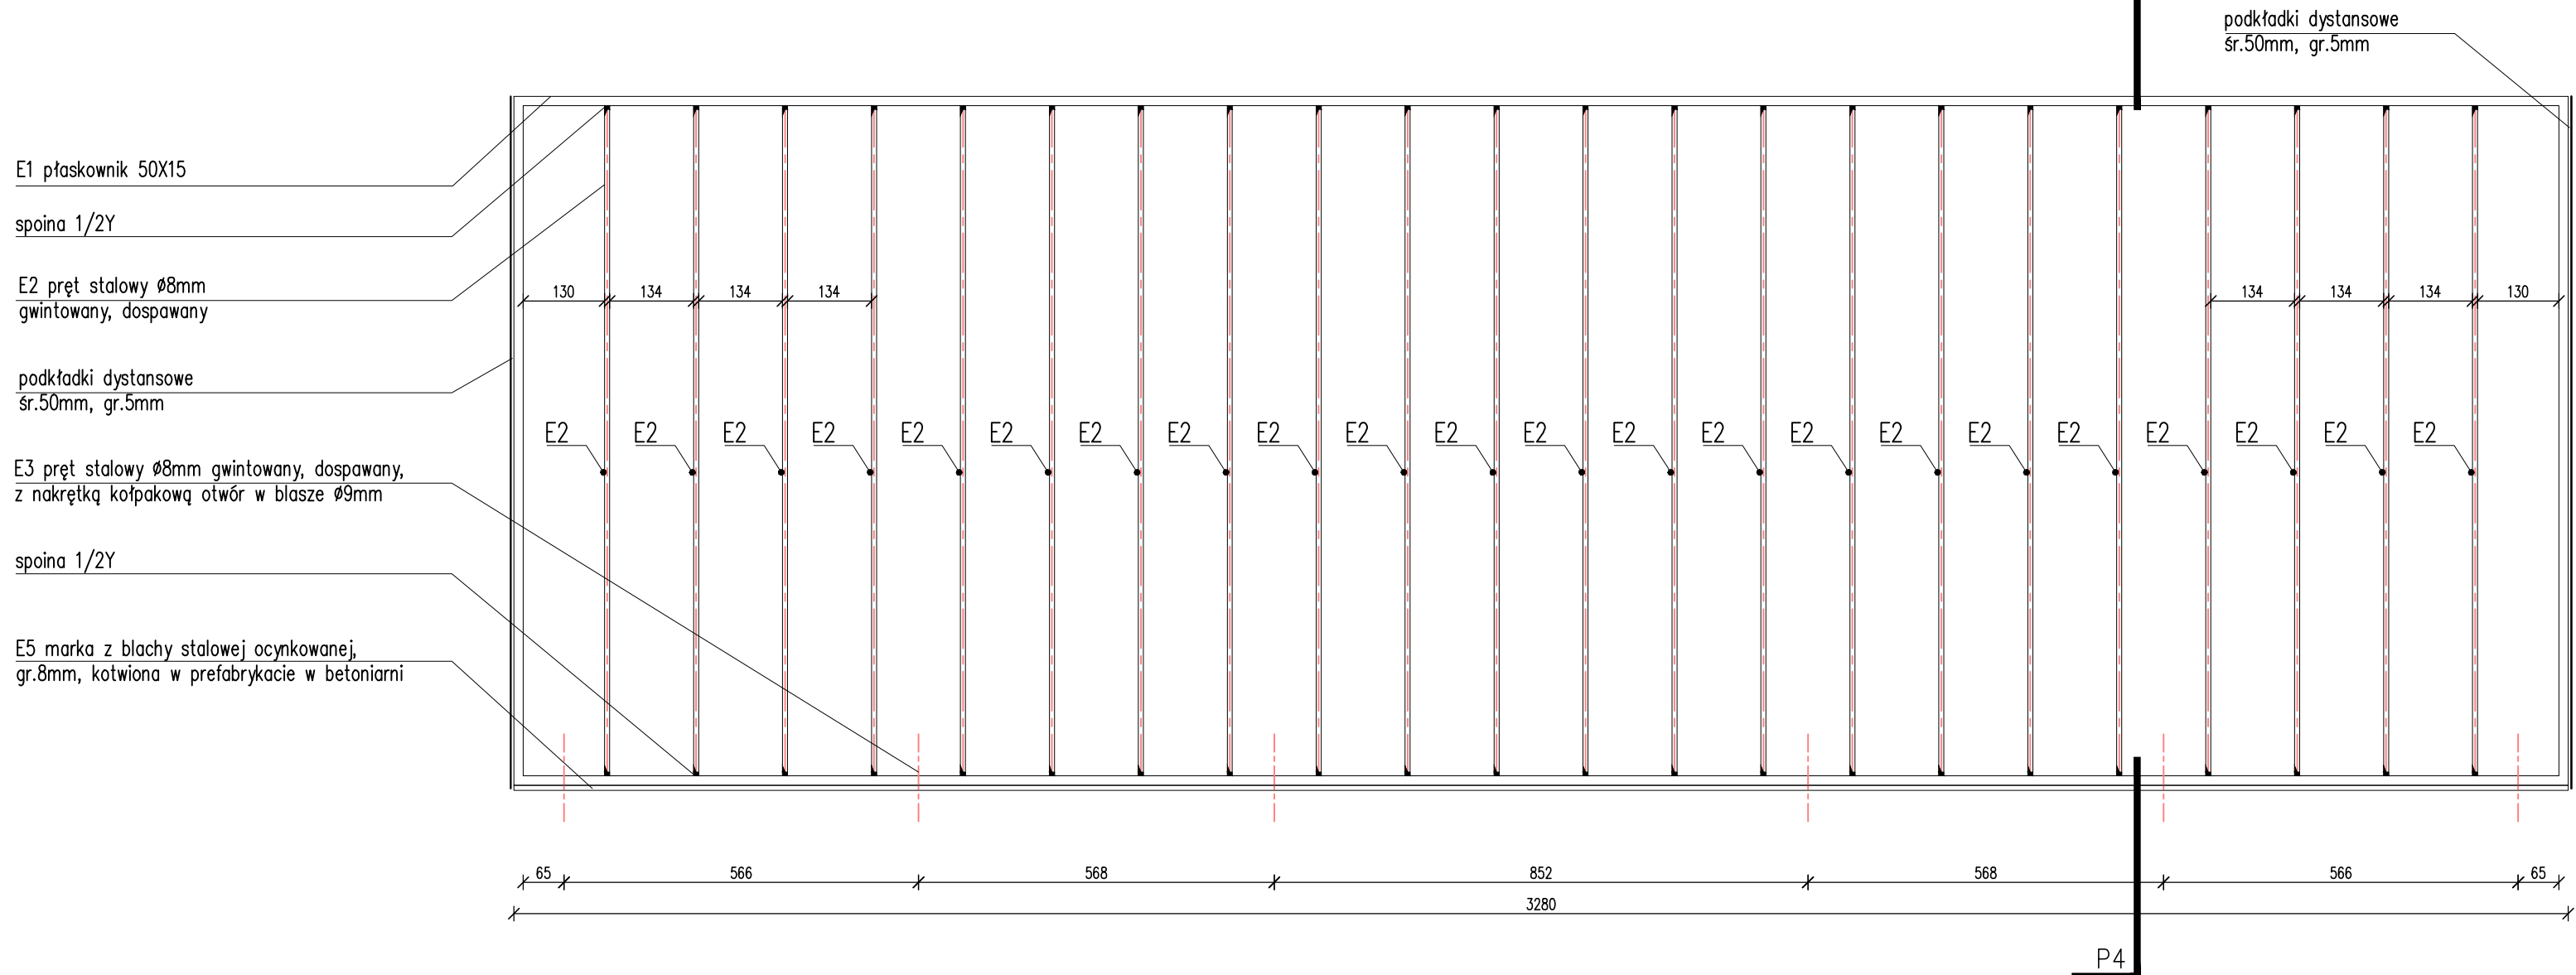 podkładki dystansowe
śr.50mm, gr.5mm
E1 płaskownik 50X15
spoina 1/2Y
E2 pręt stalowy Ø8mm
gwintowany, dospawany
130 134 134 134 134 134 134 130
podkładki dystansowe
śr.50mm, gr.5mm
E2 E2 E2 E2 E2 E2 E2 E2 E2 E2 E2 E2 E2 E2 E2 E2 E2 E2 E2 E2 E2 E2
E3 pręt stalowy Ø8mm gwintowany, dospawany,
z nakrętką kołpakową otwór w blasze Ø9mm
spoina 1/2Y
E5 marka z blachy stalowej ocynkowanej,
gr.8mm, kotwiona w prefabrykacie w betoniarni
65 566 568 852 568 566 65
3280
P4